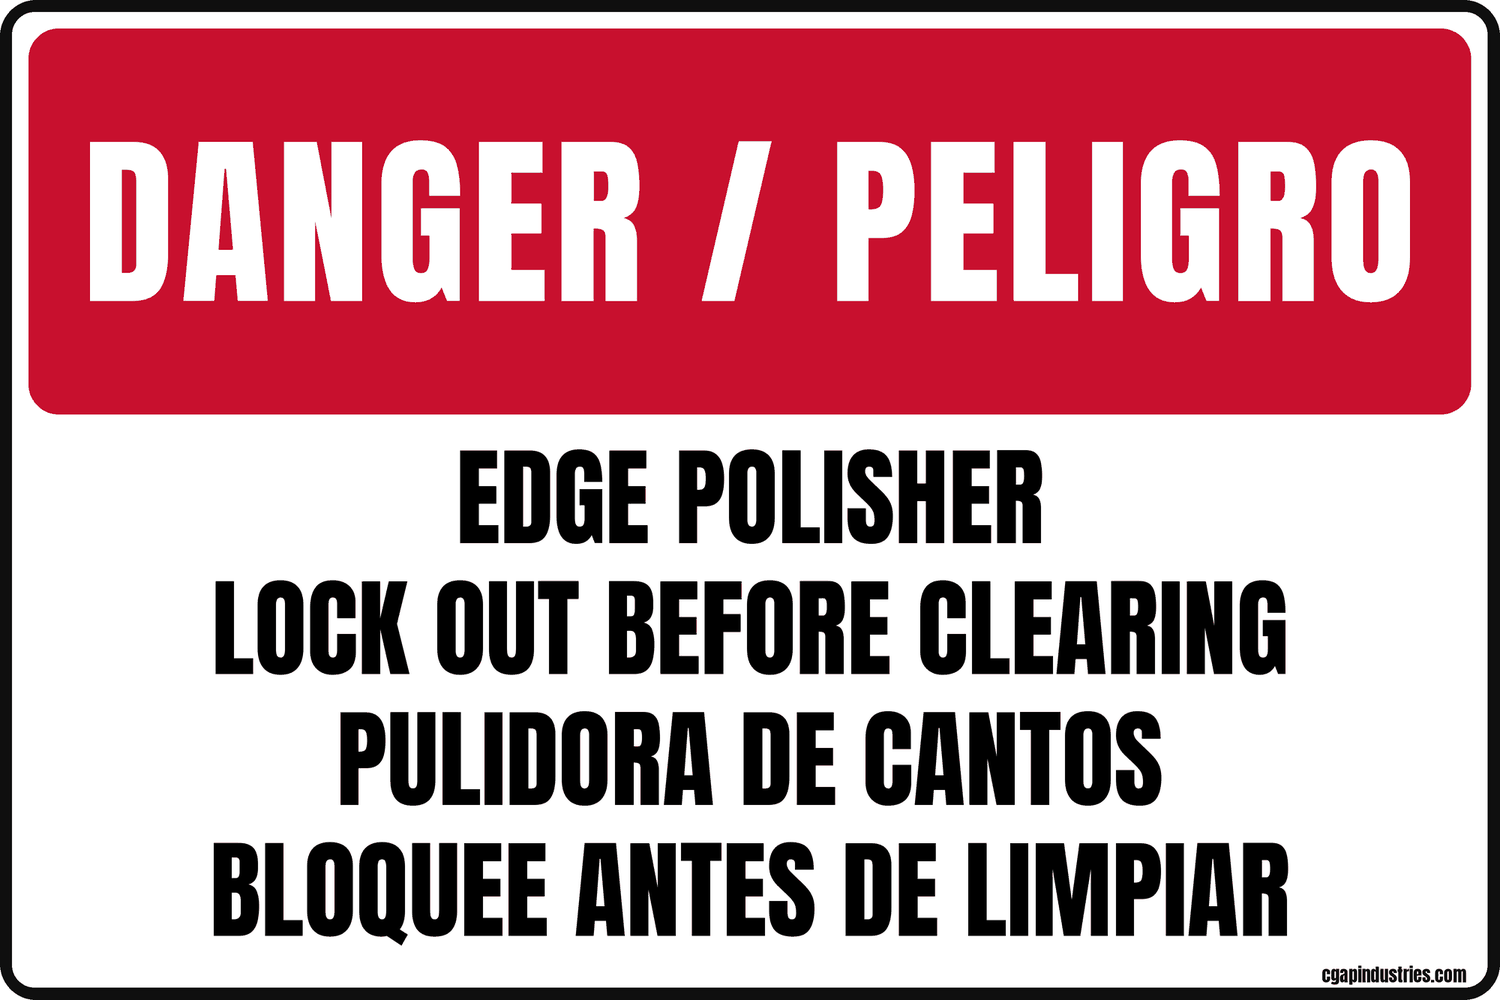 DANGER / PELIGRO
EDGE POLISHER
LOCK OUT BEFORE CLEARING
PULIDORA DE CANTOS
BLOQUEE ANTES DE LIMPIAR
cgapindustries.com